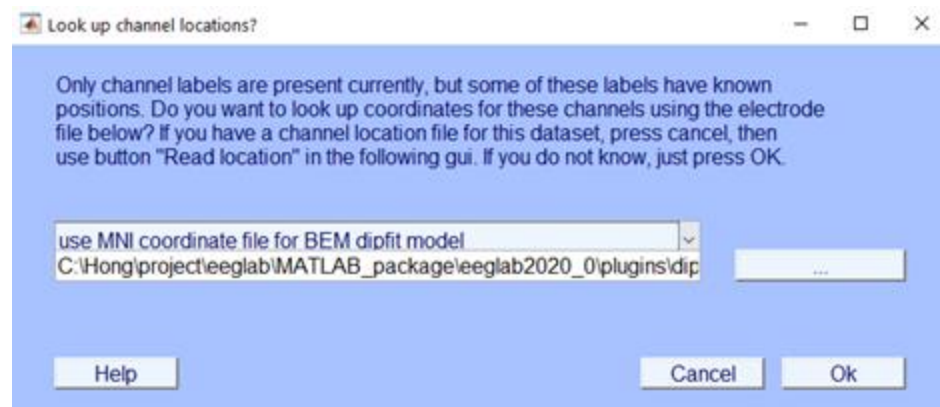 Look up channel locations?
Only channel labels are present currently, but some of these labels have known
positions. Do you want to look up coordinates for these channels using the electrode
file below? If you have a channel location file for this dataset, press cancel, then
use button "Read location" in the following gui. If you do not know, just press OK.
use MNI coordinate file for BEM dipfit model
C:\Hong\project\eeglab\MATLAB_package\eeglab2020_0\plugins\dip
...
Help
Cancel
Ok